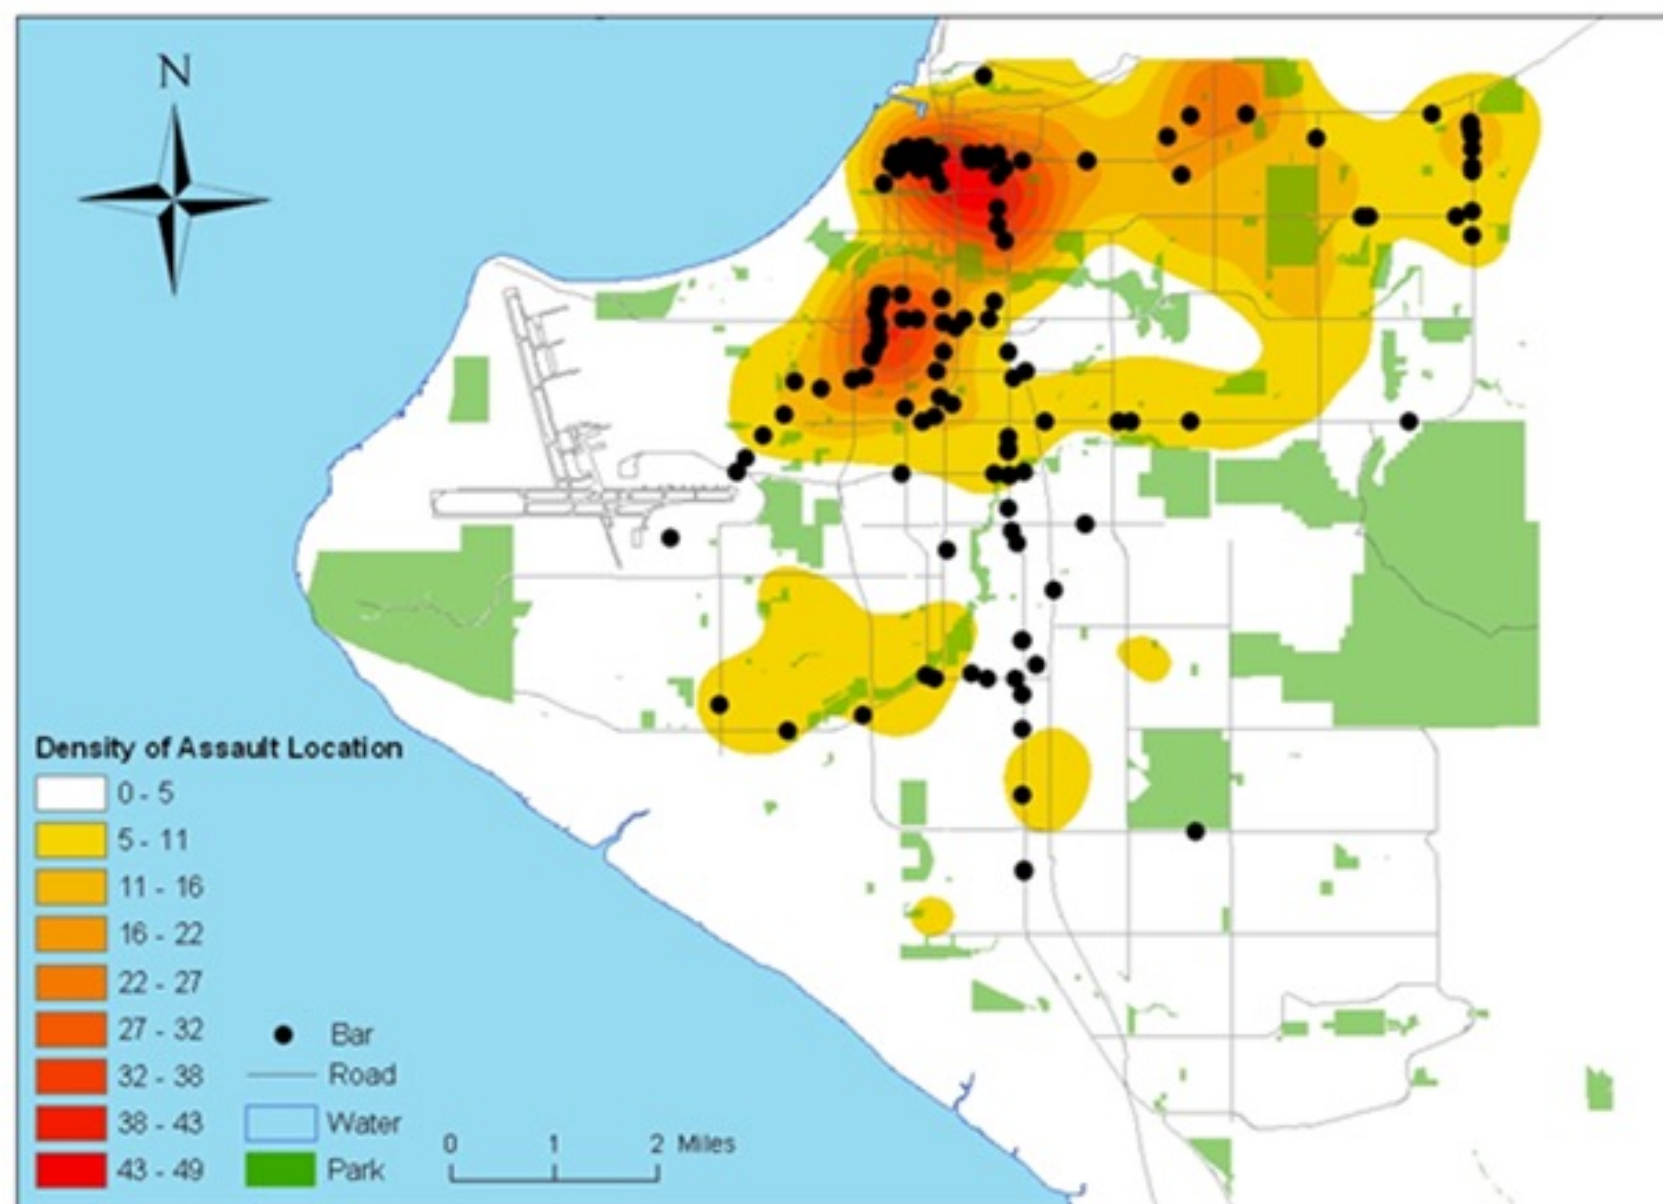 N
Density of Assault Location
0 - 5
5 - 11
11 - 16
16 - 22
22 - 27
27 - 32
32 - 38
38 - 43
43 - 49
Bar
Road
Water
Park
0 1 2 Miles